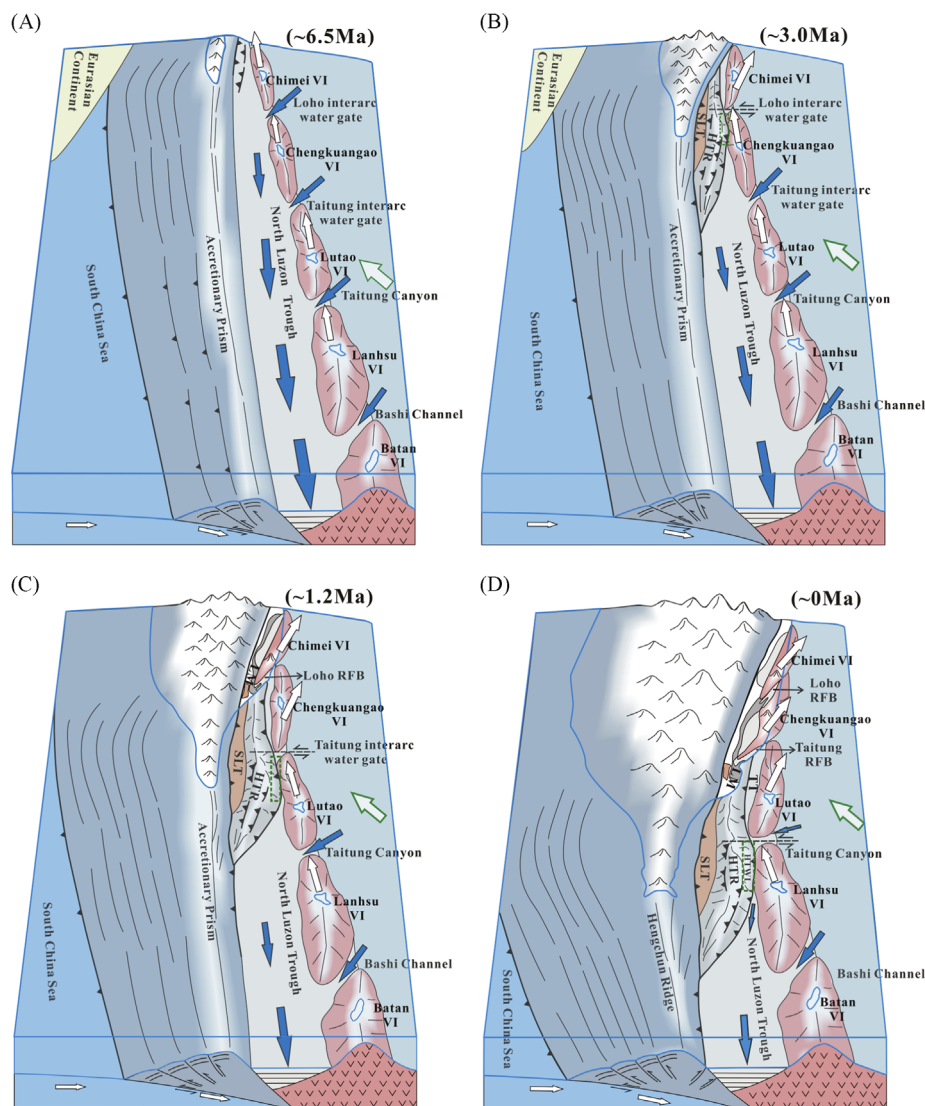 (A)
(~6.5Ma)
Eurasian
Continent
Chimei VI
Loho interarc
water gate
Chengkuangao
VI
Taitung interarc
water gate
North Luzon
Trough
Lutao
VI
Taitung Canyon
Accretionary Prism
South China Sea
Lanhsu
VI
Bashi Channel
Batan
VI
(B)
(~3.0Ma)
Eurasian
Continent
Chimei VI
Loho interarc
water gate
SLT
HTR
Chengkuangao
VI
Taitung interarc
water gate
North Luzon Trough
Lutao
VI
Taitung Canyon
Accretionary Prism
South China Sea
Lanhsu
VI
Bashi Channel
Batan
VI
(C)
(~1.2Ma)
Chimei VI
LM
Loho RFB
Chengkuangao
VI
Taitung interarc
water gate
SLT
HTR
Lutao
VI
Taitung Canyon
Accretionary Prism
North Luzon
Trough
Lanhsu
VI
South China Sea
Bashi Channel
Batan
VI
(D)
(~0Ma)
Chimei VI
Loho
RFB
Chengkuangao
VI
Taitung
RFB
LM
TT
Lutao
VI
Taitung Canyon
SLT
HTR
Lanhsu
VI
Hengchun Ridge
North Luzon Trough
South China Sea
Bashi Channel
Batan
VI